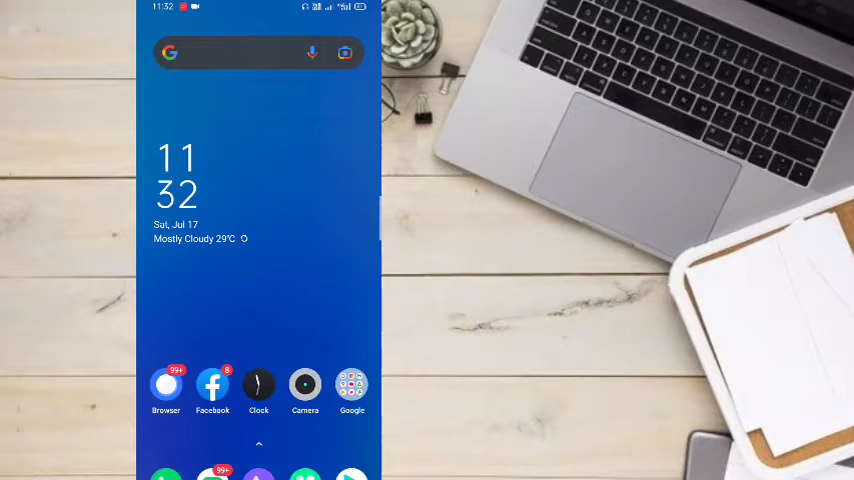 11:32
11
32
Sat, Jul 17
Mostly Cloudy 29°C
99+
8
Browser
Facebook
Clock
Camera
Google
99+